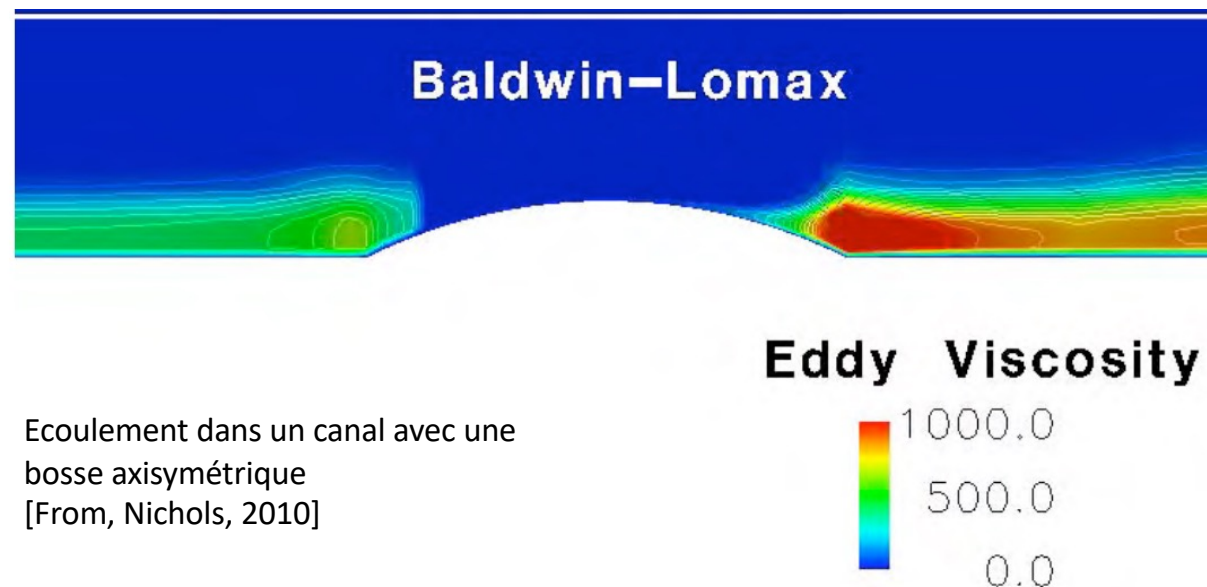 Baldwin-Lomax
Eddy Viscosity
1000.0
500.0
0.0
Ecoulement dans un canal avec une
bosse axisymétrique
[From, Nichols, 2010]